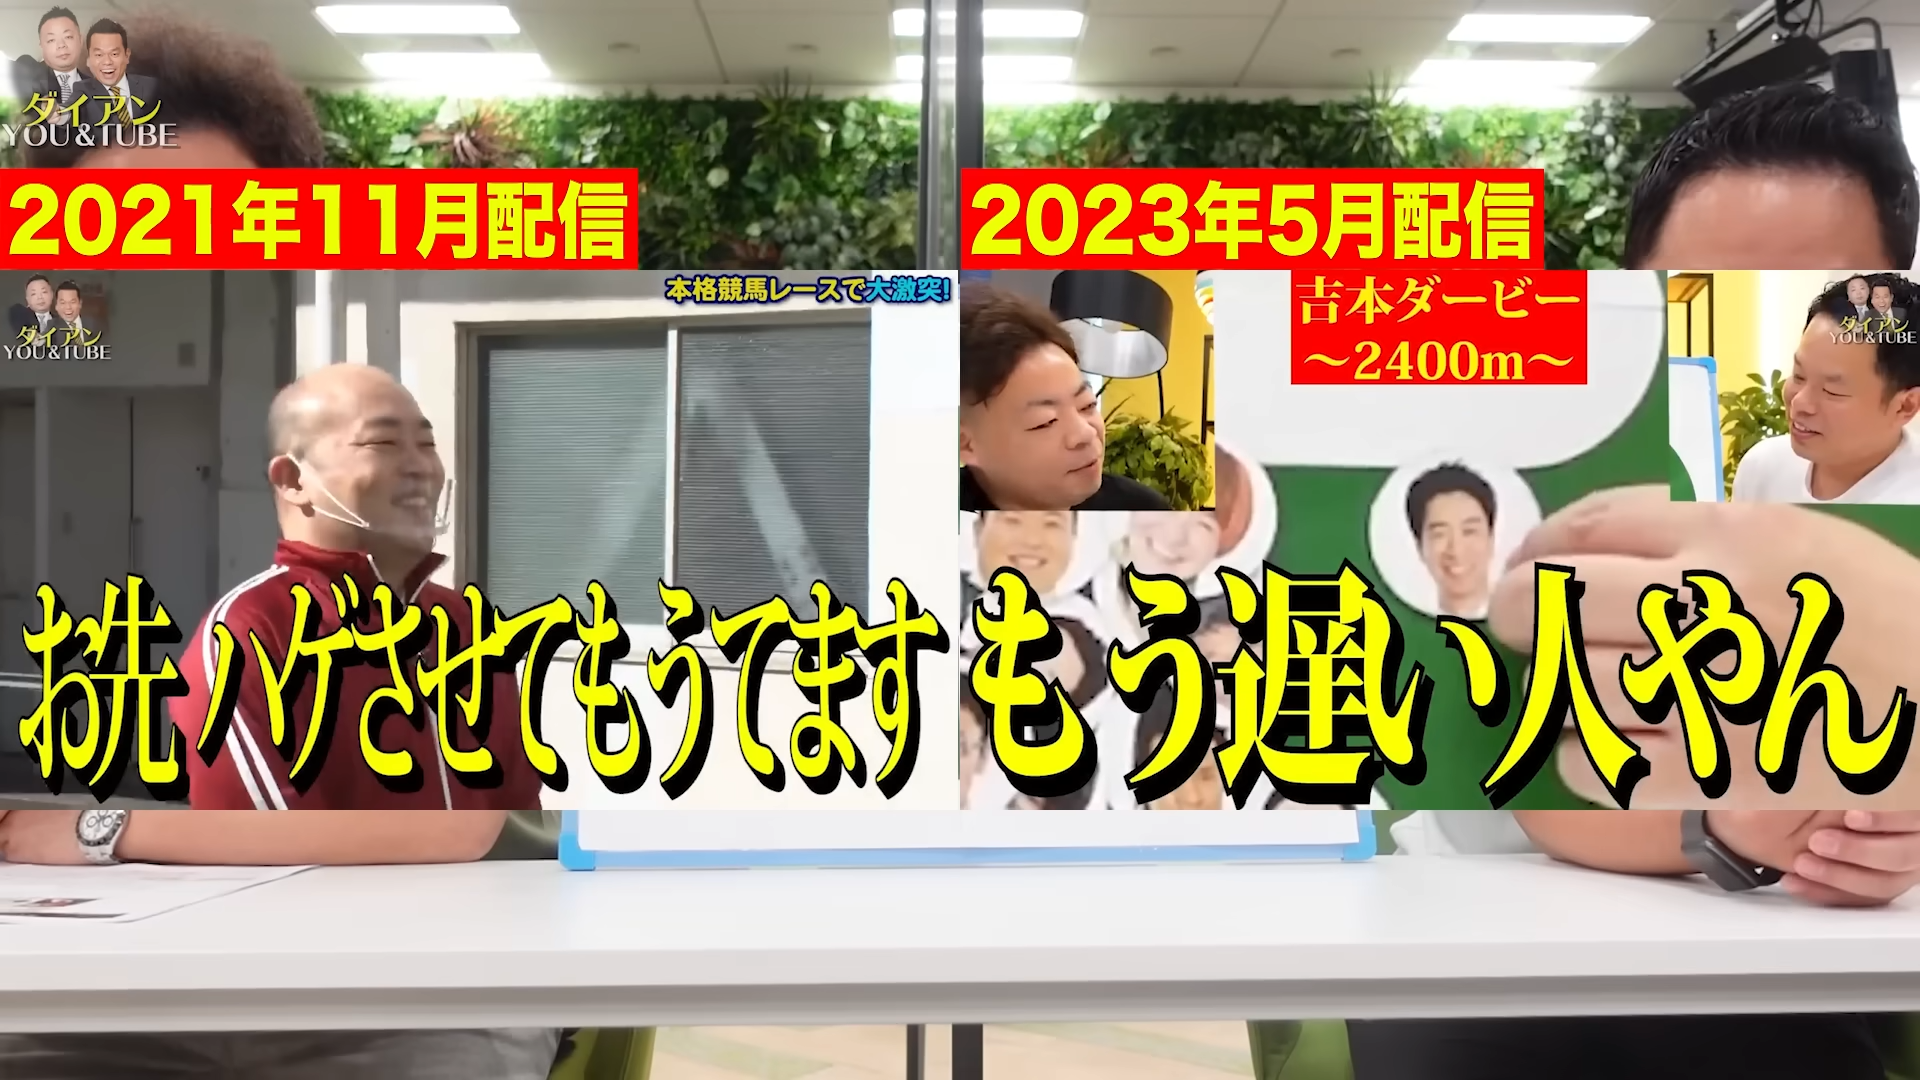 ダイアン
YOU&TUBE
2021年11月配信
2023年5月配信
本格競馬レースで大激突!
ダイアン
YOU&TUBE
お先ハゲさせてもうてます
吉本ダービー
～2400m～
ダイアン
YOU&TUBE
もう遅い人やん